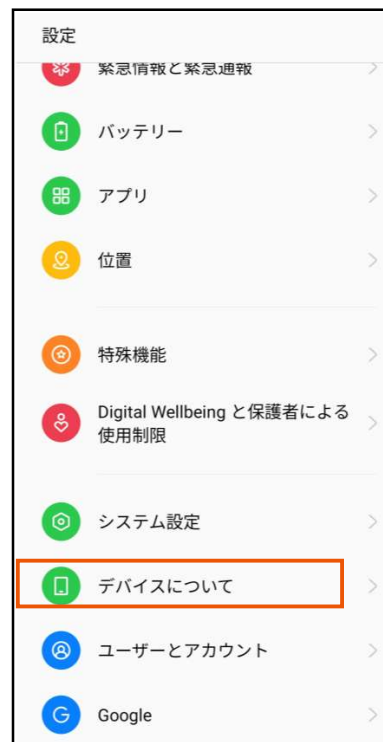 設定
緊急情報と緊急通報
バッテリー
アプリ
位置
特殊機能
Digital Wellbeing と保護者による
使用制限
システム設定
デバイスについて
ユーザーとアカウント
G
Google